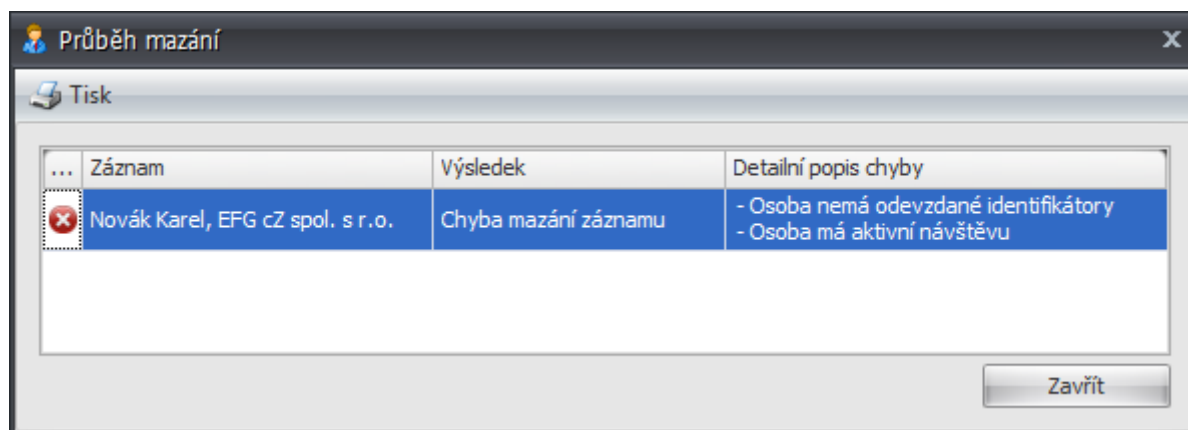 Průběh mazání
Tisk
... Záznam Výsledek Detailní popis chyby
Novák Karel, EFG cZ spol. s r.o. Chyba mazání záznamu - Osoba nemá odevzdané identifikátory
- Osoba má aktivní návštěvu
Zavřít